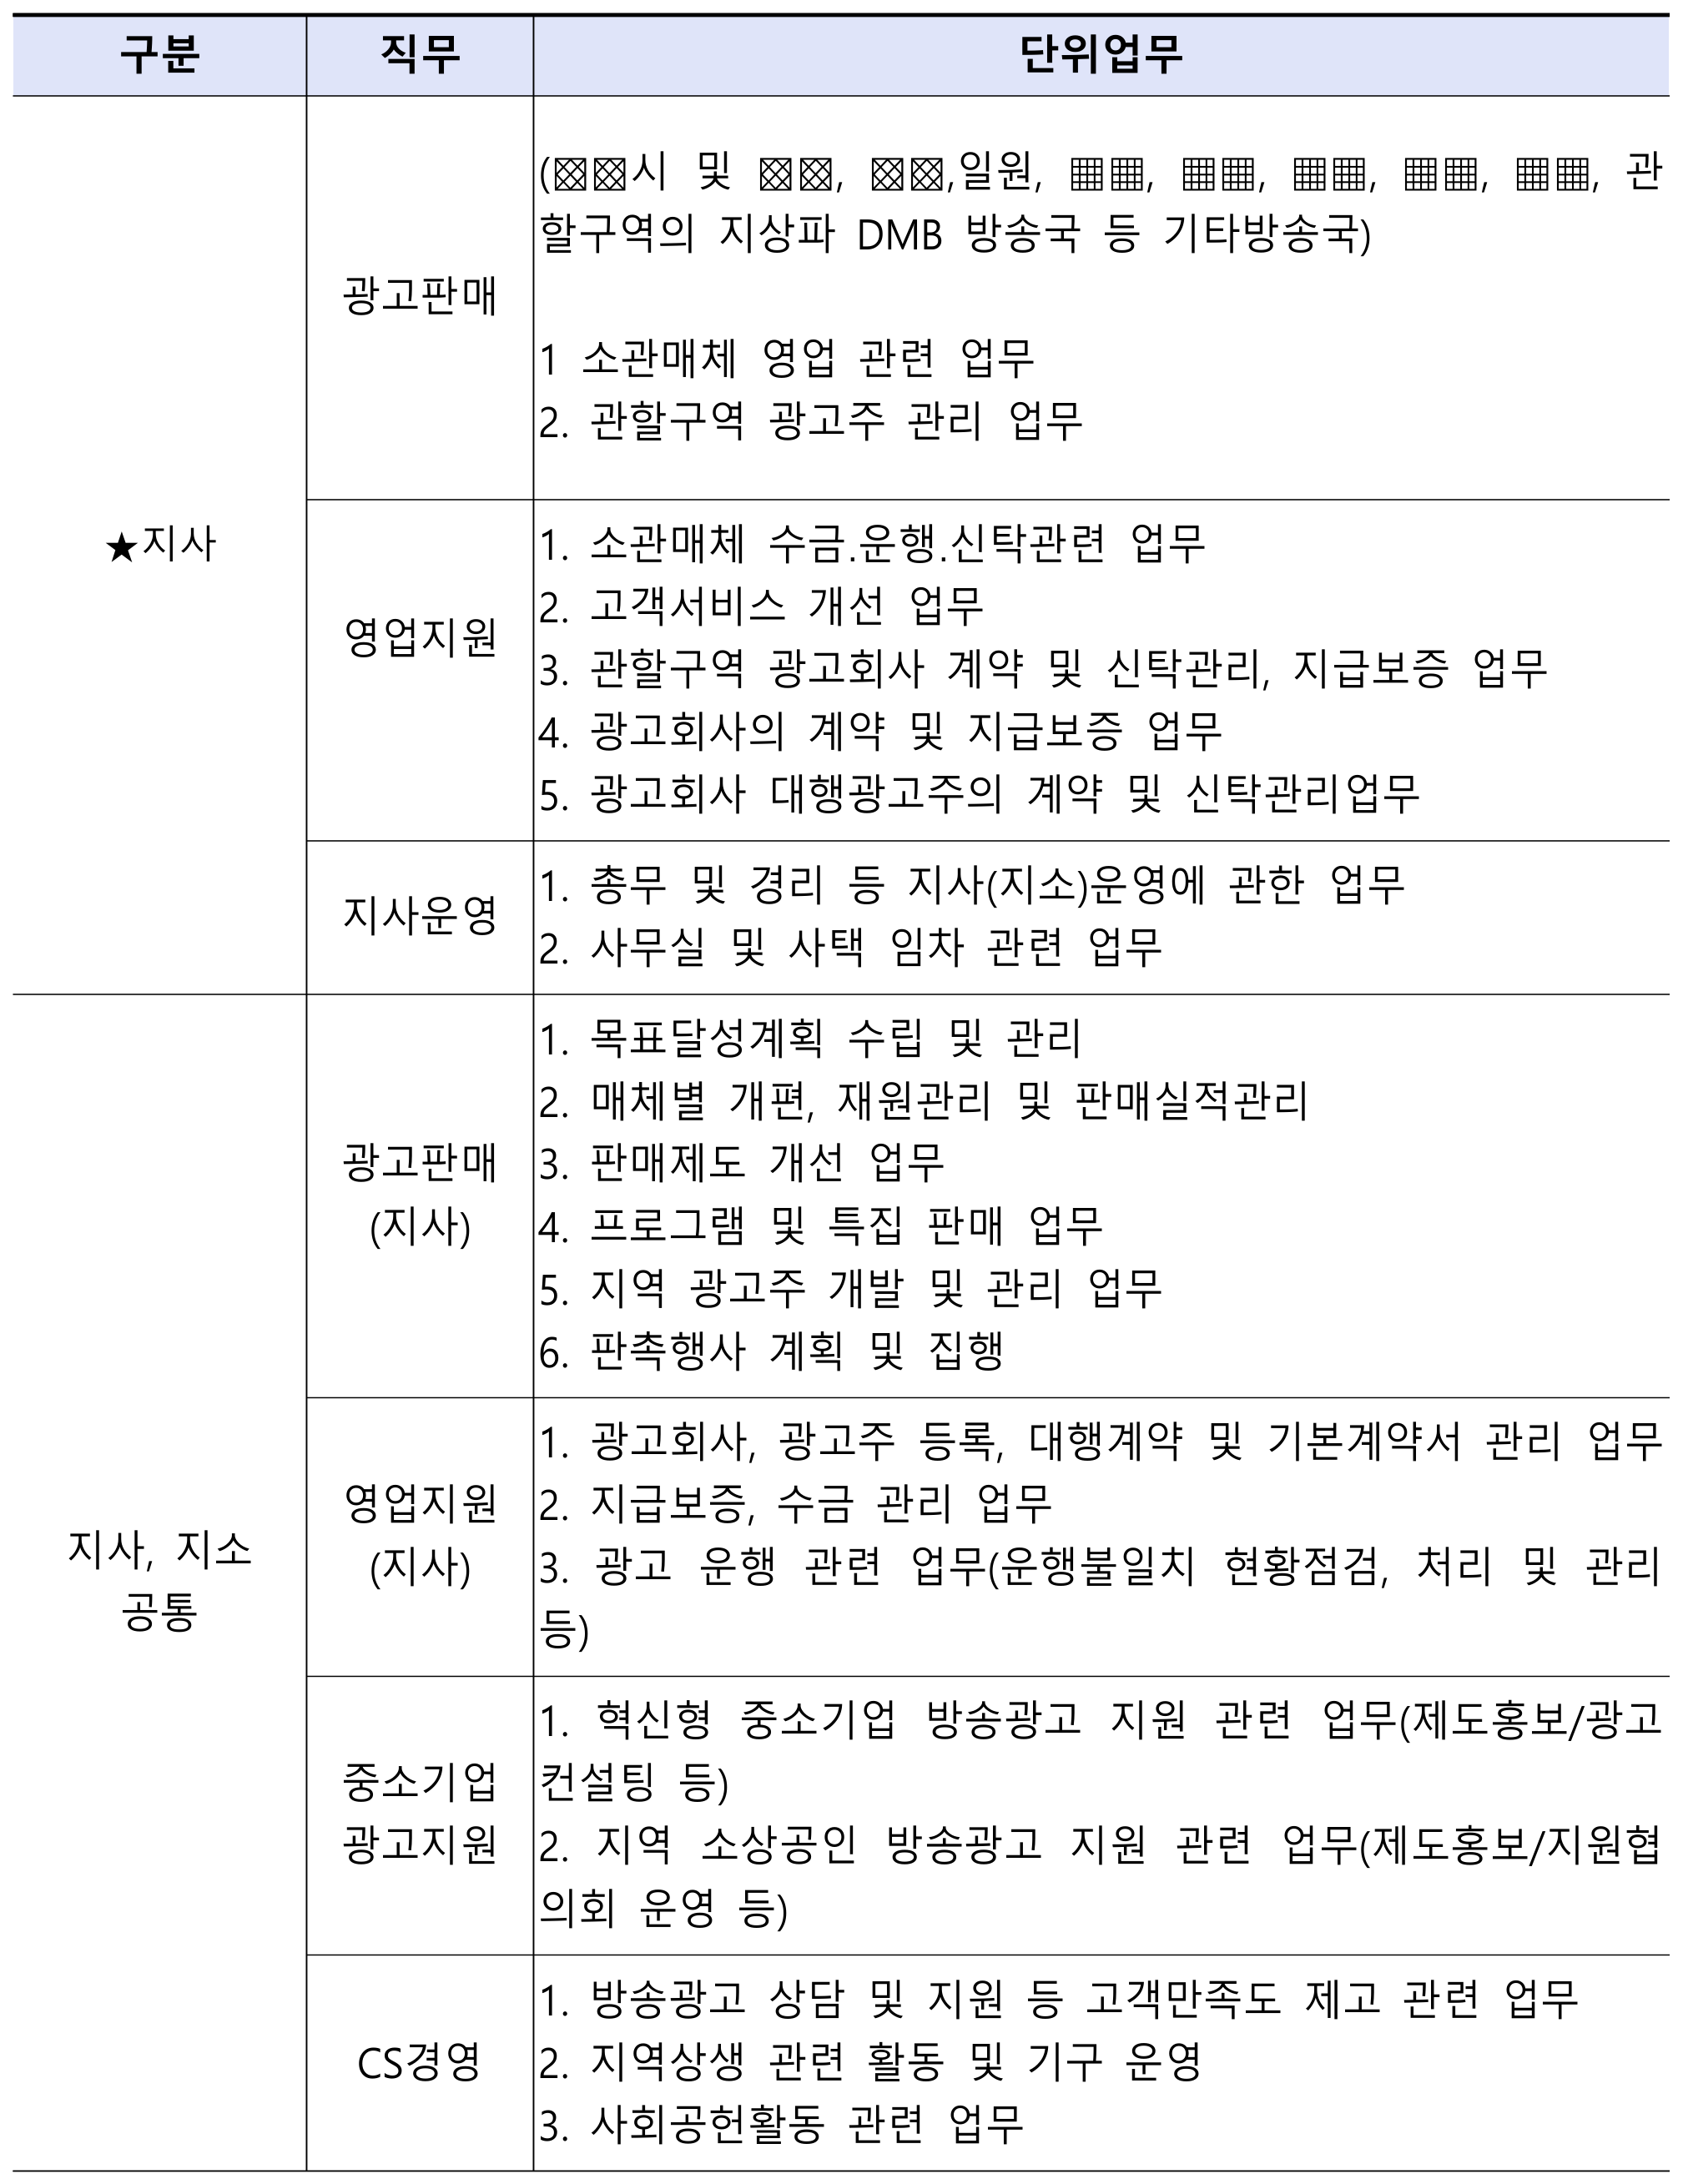 구분 직무 단위업무
★지사
광고판매
(▩▩시 및 ▩▩, ▩▩,일원, ▦▦, ▦▦, ▦▦, ▦▦, ▦▦, 관
할구역의 지상파 DMB 방송국 등 기타방송국)
1 소관매체 영업 관련 업무
2. 관할구역 광고주 관리 업무
영업지원
1. 소관매체 수금.운행.신탁관련 업무
2. 고객서비스 개선 업무
3. 관할구역 광고회사 계약 및 신탁관리, 지급보증 업무
4. 광고회사의 계약 및 지급보증 업무
5. 광고회사 대행광고주의 계약 및 신탁관리업무
지사운영
1. 총무 및 경리 등 지사(지소)운영에 관한 업무
2. 사무실 및 사택 임차 관련 업무
지사, 지소
공통
광고판매
(지사)
1. 목표달성계획 수립 및 관리
2. 매체별 개편, 재원관리 및 판매실적관리
3. 판매제도 개선 업무
4. 프로그램 및 특집 판매 업무
5. 지역 광고주 개발 및 관리 업무
6. 판촉행사 계획 및 집행
영업지원
(지사)
1. 광고회사, 광고주 등록, 대행계약 및 기본계약서 관리 업무
2. 지급보증, 수금 관리 업무
3. 광고 운행 관련 업무(운행불일치 현황점검, 처리 및 관리
등)
중소기업
광고지원
1. 혁신형 중소기업 방송광고 지원 관련 업무(제도홍보/광고
컨설팅 등)
2. 지역 소상공인 방송광고 지원 관련 업무(제도홍보/지원협
의회 운영 등)
CS경영
1. 방송광고 상담 및 지원 등 고객만족도 제고 관련 업무
2. 지역상생 관련 활동 및 기구 운영
3. 사회공헌활동 관련 업무